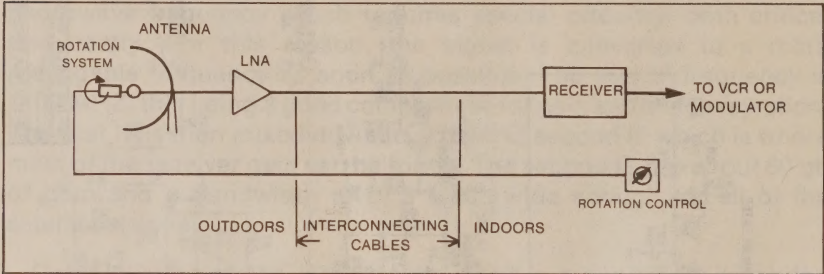 ANTENNA
ROTATION
SYSTEM
LNA
RECEIVER
TO VCR OR
MODULATOR
ROTATION CONTROL
OUTDOORS
INTERCONNECTING
CABLES
INDOORS